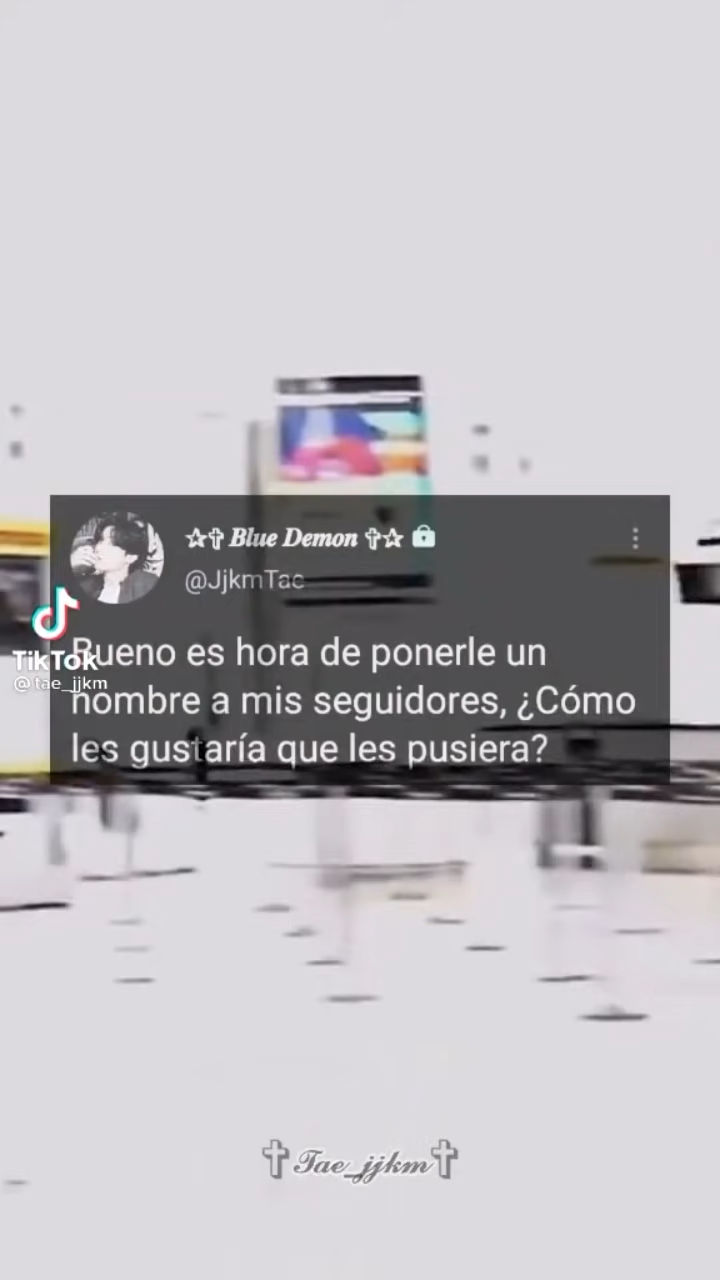 ☆✞ Blue Demon ✞☆
@JjkmTae
Bueno es hora de ponerle un
nombre a mis seguidores, ¿Cómo
les gustaría que les pusiera?
TikTok
@tae_jjkm
✞Tae_jjkm✞